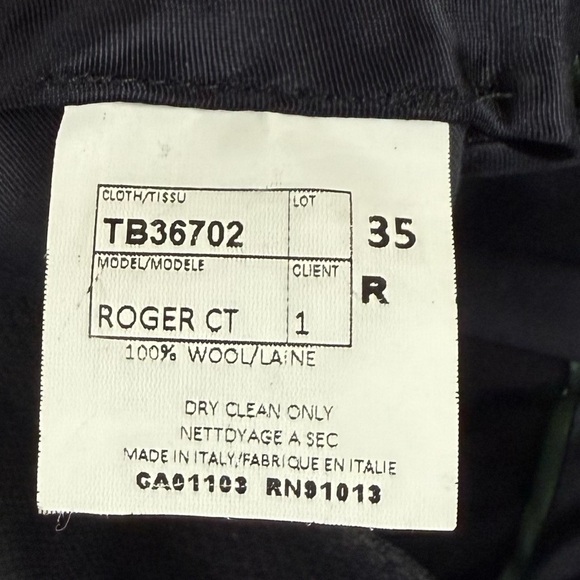 CLOTH/TISSU LOT
TB36702 35
MODEL/MODELE CLIENT R
ROGER CT 1
100% WOOL/LAINE
DRY CLEAN ONLY
NETTOYAGE A SEC
MADE IN ITALY/FABRIQUE EN ITALIE
CA01103 RN91013